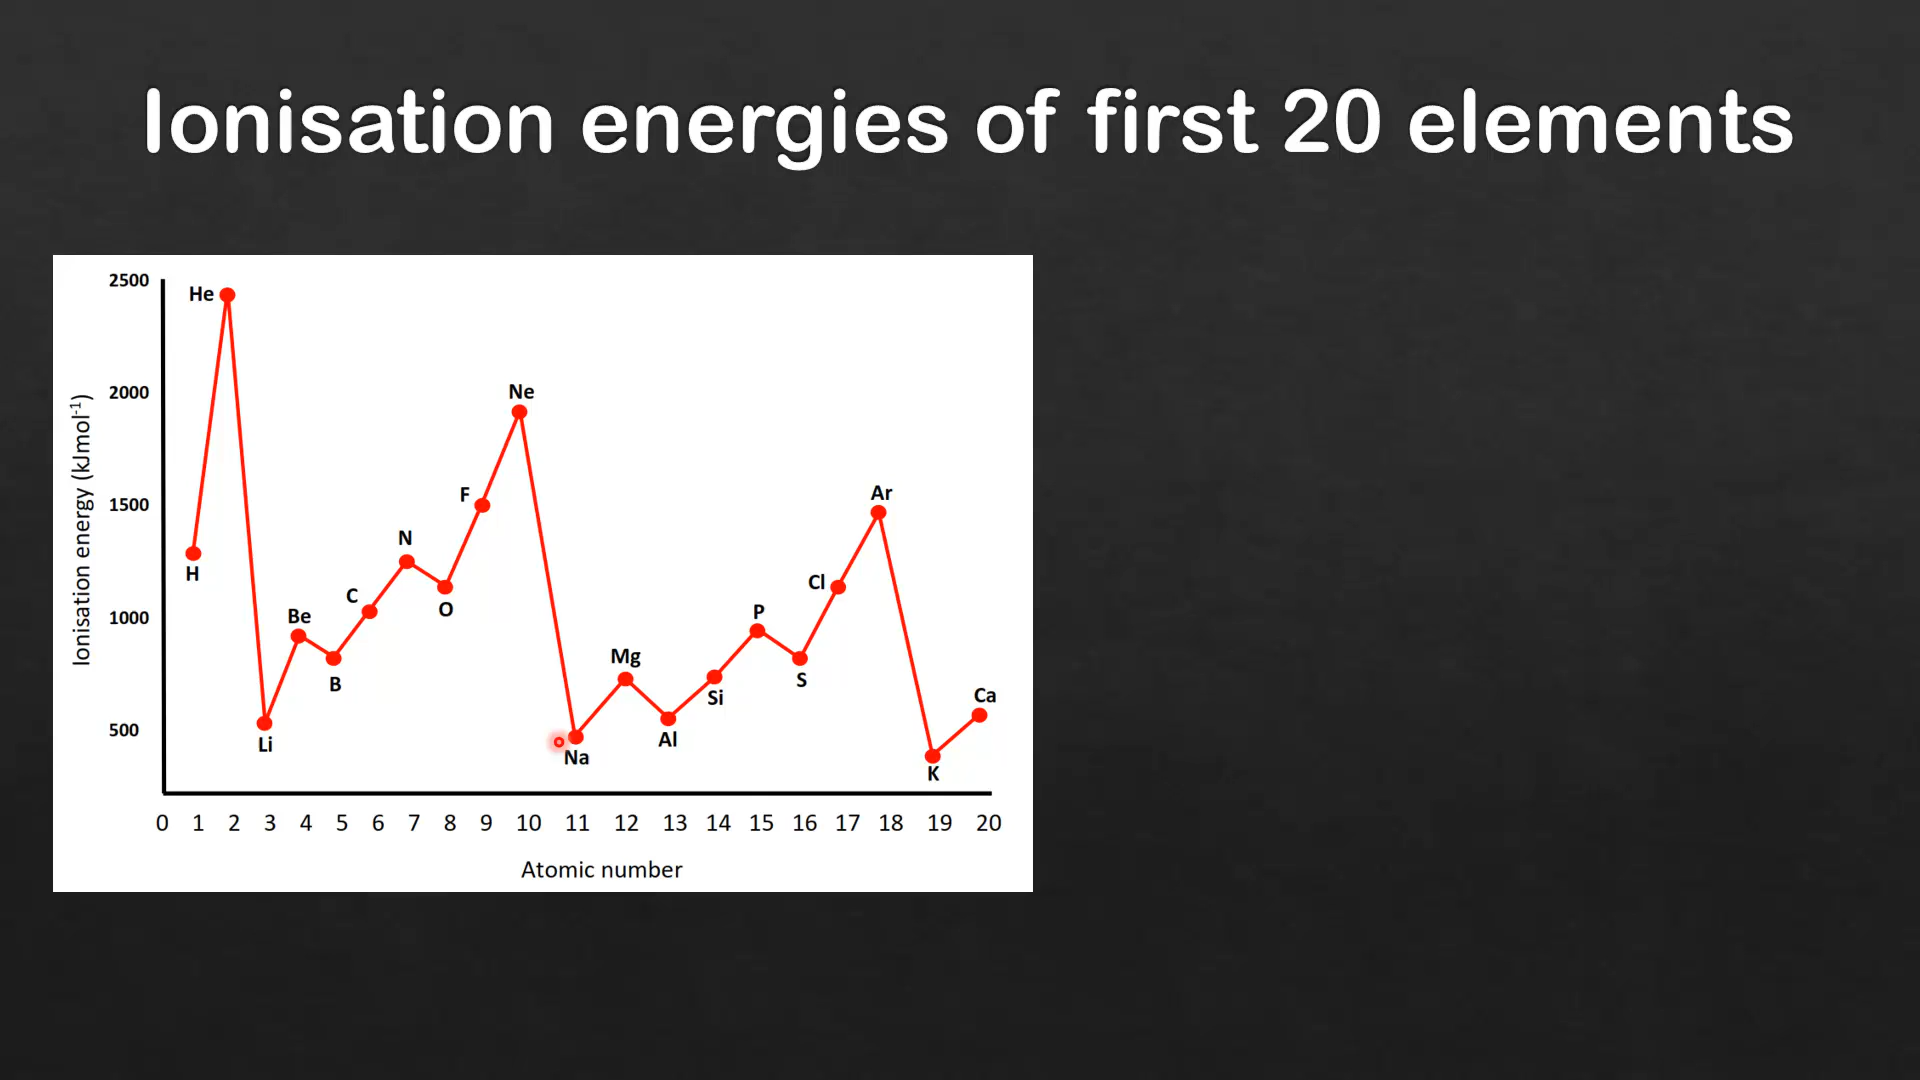 Ionisation energies of first 20 elements
2500
2000
1500
1000
500
Ionisation energy (kJmol⁻¹)
He
H
Li
Be
B
C
N
O
F
Ne
Na
Mg
Al
Si
P
S
Cl
Ar
K
Ca
0 1 2 3 4 5 6 7 8 9 10 11 12 13 14 15 16 17 18 19 20
Atomic number